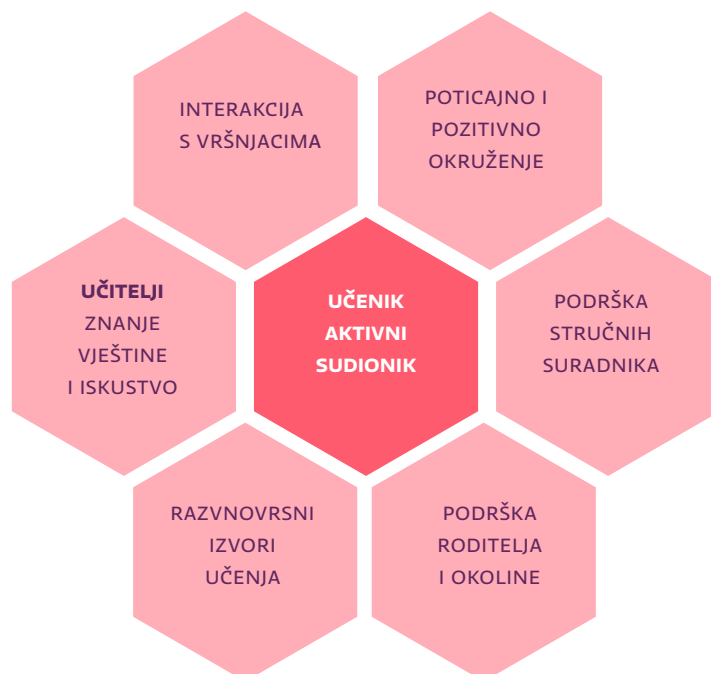 INTERAKCIJA
S VRŠNJACIMA
POTICAJNO I
POZITIVNO
OKRUŽENJE
UČITELJI
ZNANJE
VJEŠTINE
I ISKUSTVO
UČENIK
AKTIVNI
SUDIONIK
PODRŠKA
STRUČNIH
SURADNIKA
RAZVNOVRSNI
IZVORI
UČENJA
PODRŠKA
RODITELJA
I OKOLINE